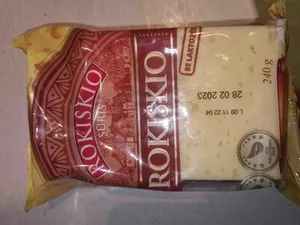 ROKIŠKIO
SŪRIS
ROKIŠKIO
BE LAKTOZĖS
240 g
28 02 2023
L 09 11 22 04